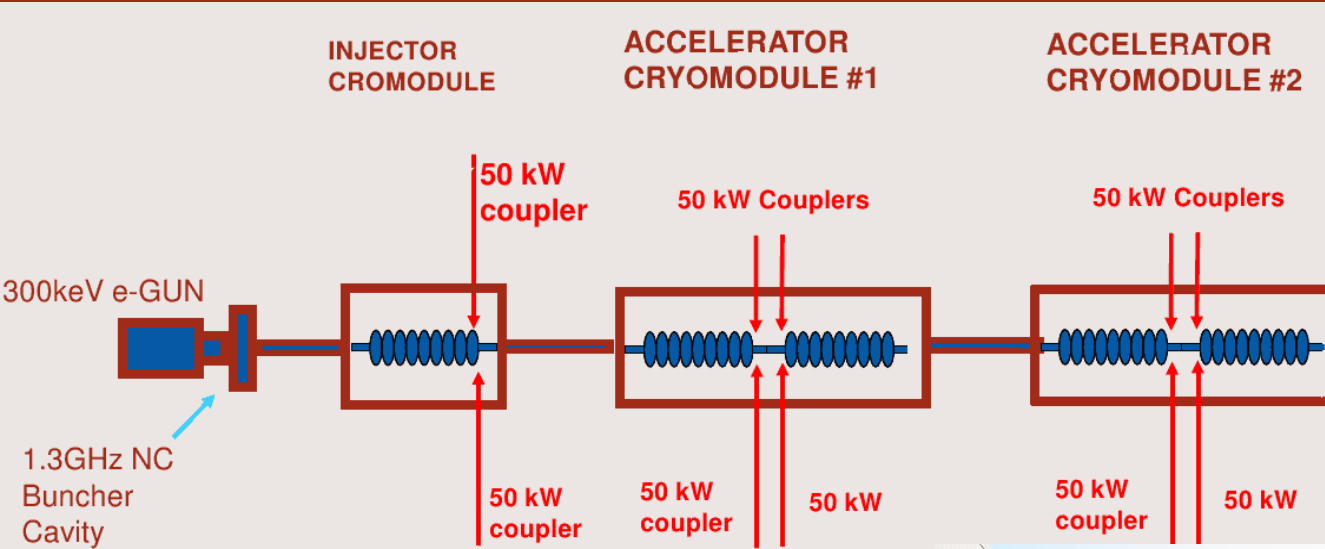 INJECTOR
CROMODULE
ACCELERATOR
CRYOMODULE #1
ACCELERATOR
CRYOMODULE #2
50 kW
coupler
50 kW Couplers
50 kW Couplers
300keV e-GUN
1.3GHz NC
Buncher
Cavity
50 kW
coupler
50 kW
coupler
50 kW
50 kW
coupler
50 kW